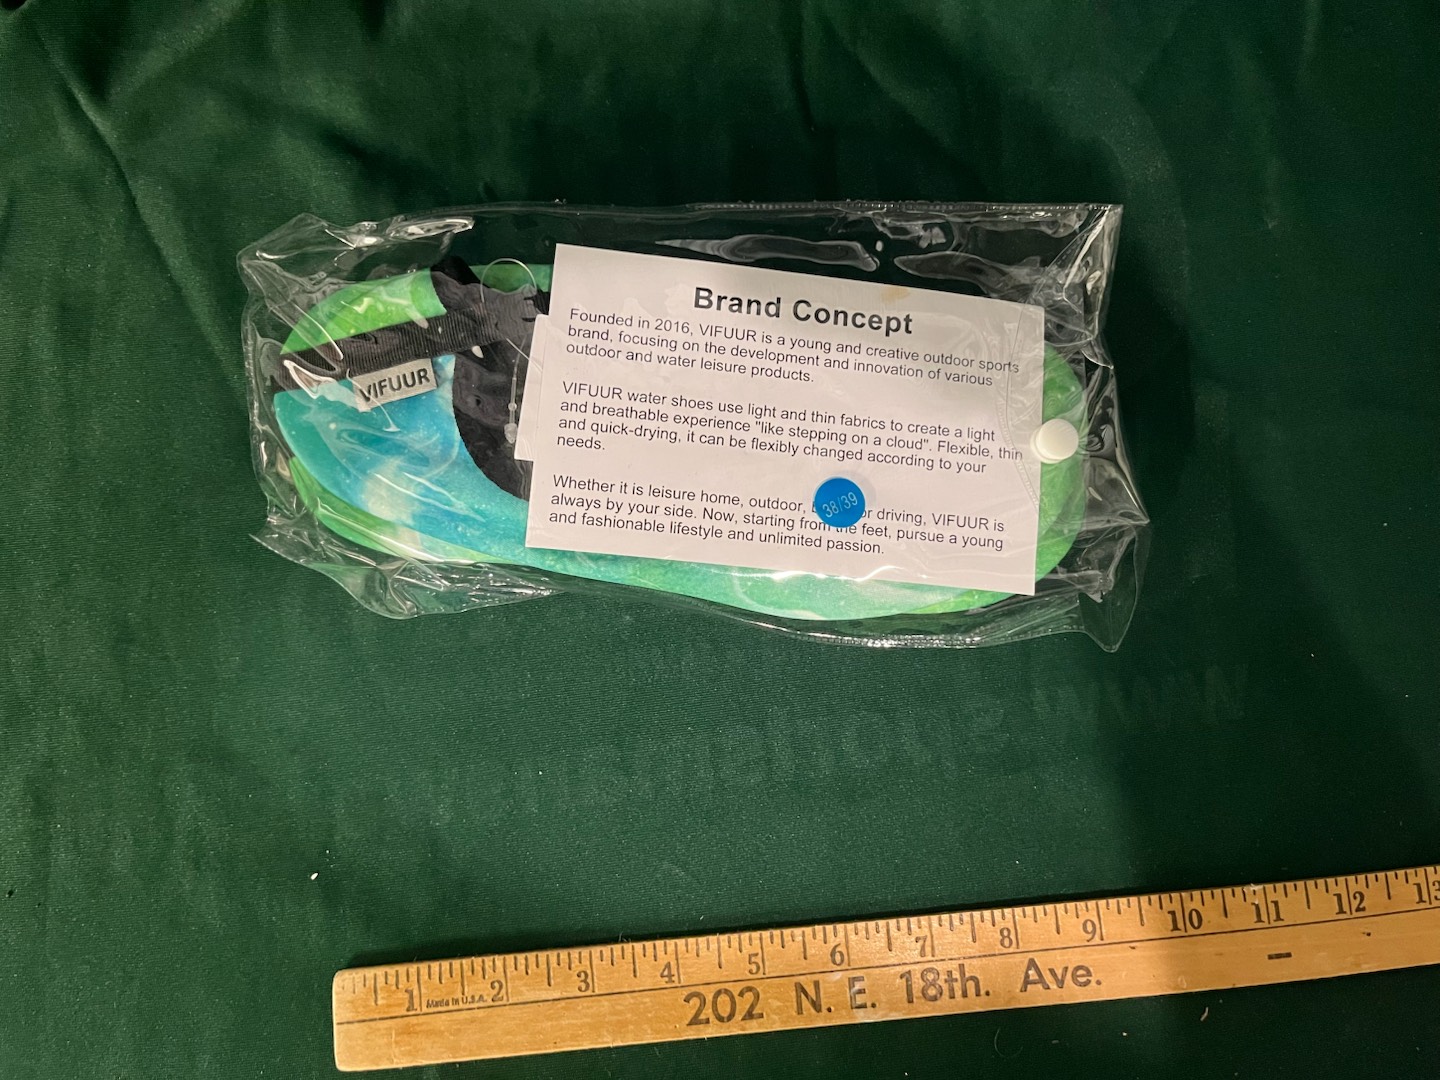 Brand Concept
Founded in 2016, VIFUUR is a young and creative outdoor sports
brand, focusing on the development and innovation of various
outdoor and water leisure products.
VIFUUR water shoes use light and thin fabrics to create a light
and breathable experience "like stepping on a cloud". Flexible, thin
and quick-drying, it can be flexibly changed according to your
needs.
Whether it is leisure home, outdoor, driving, VIFUUR is
always by your side. Now, starting from the feet, pursue a young
and fashionable lifestyle and unlimited passion.
38/39
VIFUUR
1 2 3 4 5 6 7 8 9 10 11 12 13
Made in U.S.A.
202 N. E. 18th. Ave. -